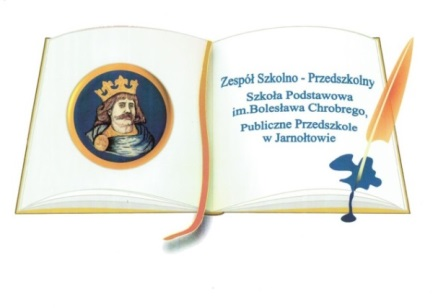 Zespół Szkolno - Przedszkolny
Szkoła Podstawowa
im.Bolesława Chrobrego,
Publiczne Przedszkole
w Jarnołtowie